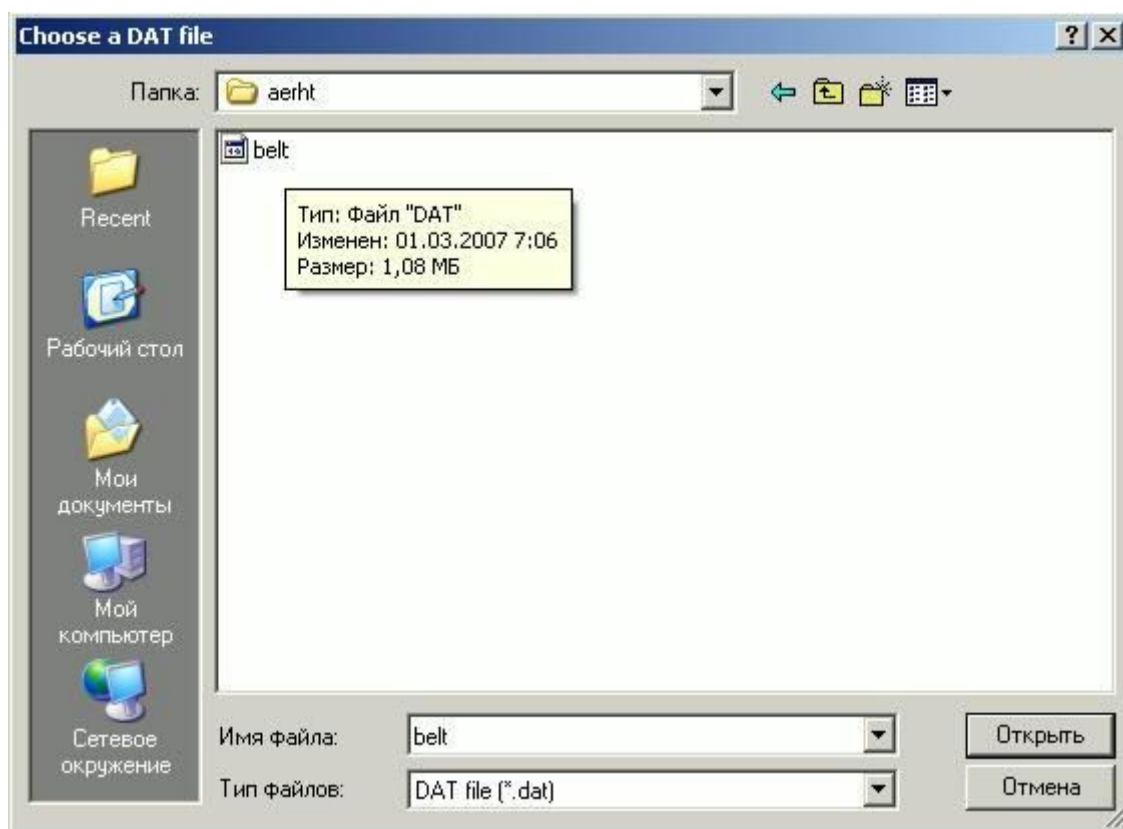 Choose a DAT file
Папка:
aerht
belt
Тип: Файл "DAT"
Изменен: 01.03.2007 7:06
Размер: 1,08 МБ
Recent
Рабочий стол
Мои
документы
Мой
компьютер
Сетевое
окружение
Имя файла:
belt
Открыть
Тип файлов:
DAT file (*.dat)
Отмена